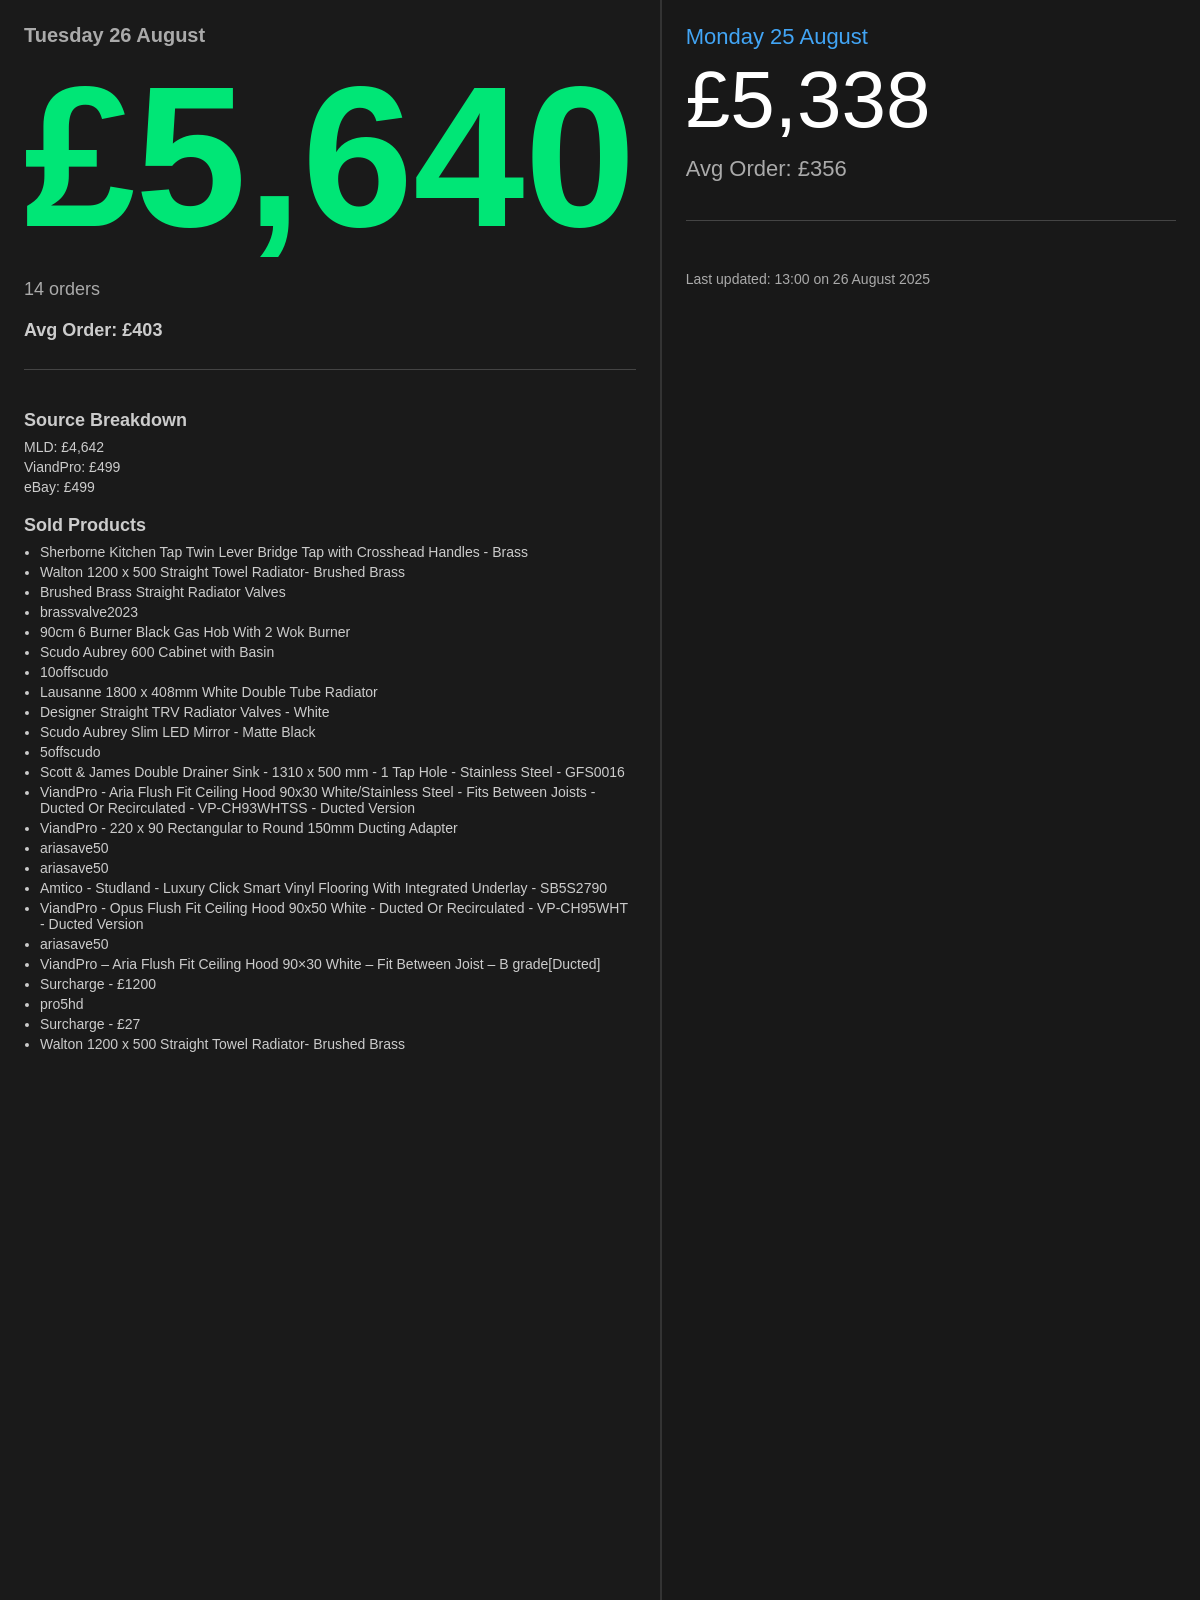 Tuesday 26 August
£5,640
14 orders
Avg Order: £403
Source Breakdown
MLD: £4,642
ViandPro: £499
eBay: £499
Sold Products
• Sherborne Kitchen Tap Twin Lever Bridge Tap with Crosshead Handles - Brass
• Walton 1200 x 500 Straight Towel Radiator- Brushed Brass
• Brushed Brass Straight Radiator Valves
• brassvalve2023
• 90cm 6 Burner Black Gas Hob With 2 Wok Burner
• Scudo Aubrey 600 Cabinet with Basin
• 10offscudo
• Lausanne 1800 x 408mm White Double Tube Radiator
• Designer Straight TRV Radiator Valves - White
• Scudo Aubrey Slim LED Mirror - Matte Black
• 5offscudo
• Scott & James Double Drainer Sink - 1310 x 500 mm - 1 Tap Hole - Stainless Steel - GFS0016
• ViandPro - Aria Flush Fit Ceiling Hood 90x30 White/Stainless Steel - Fits Between Joists -
Ducted Or Recirculated - VP-CH93WHTSS - Ducted Version
• ViandPro - 220 x 90 Rectangular to Round 150mm Ducting Adapter
• ariasave50
• ariasave50
• Amtico - Studland - Luxury Click Smart Vinyl Flooring With Integrated Underlay - SB5S2790
• ViandPro - Opus Flush Fit Ceiling Hood 90x50 White - Ducted Or Recirculated - VP-CH95WHT
- Ducted Version
• ariasave50
• ViandPro – Aria Flush Fit Ceiling Hood 90×30 White – Fit Between Joist – B grade[Ducted]
• Surcharge - £1200
• pro5hd
• Surcharge - £27
• Walton 1200 x 500 Straight Towel Radiator- Brushed Brass
Monday 25 August
£5,338
Avg Order: £356
Last updated: 13:00 on 26 August 2025